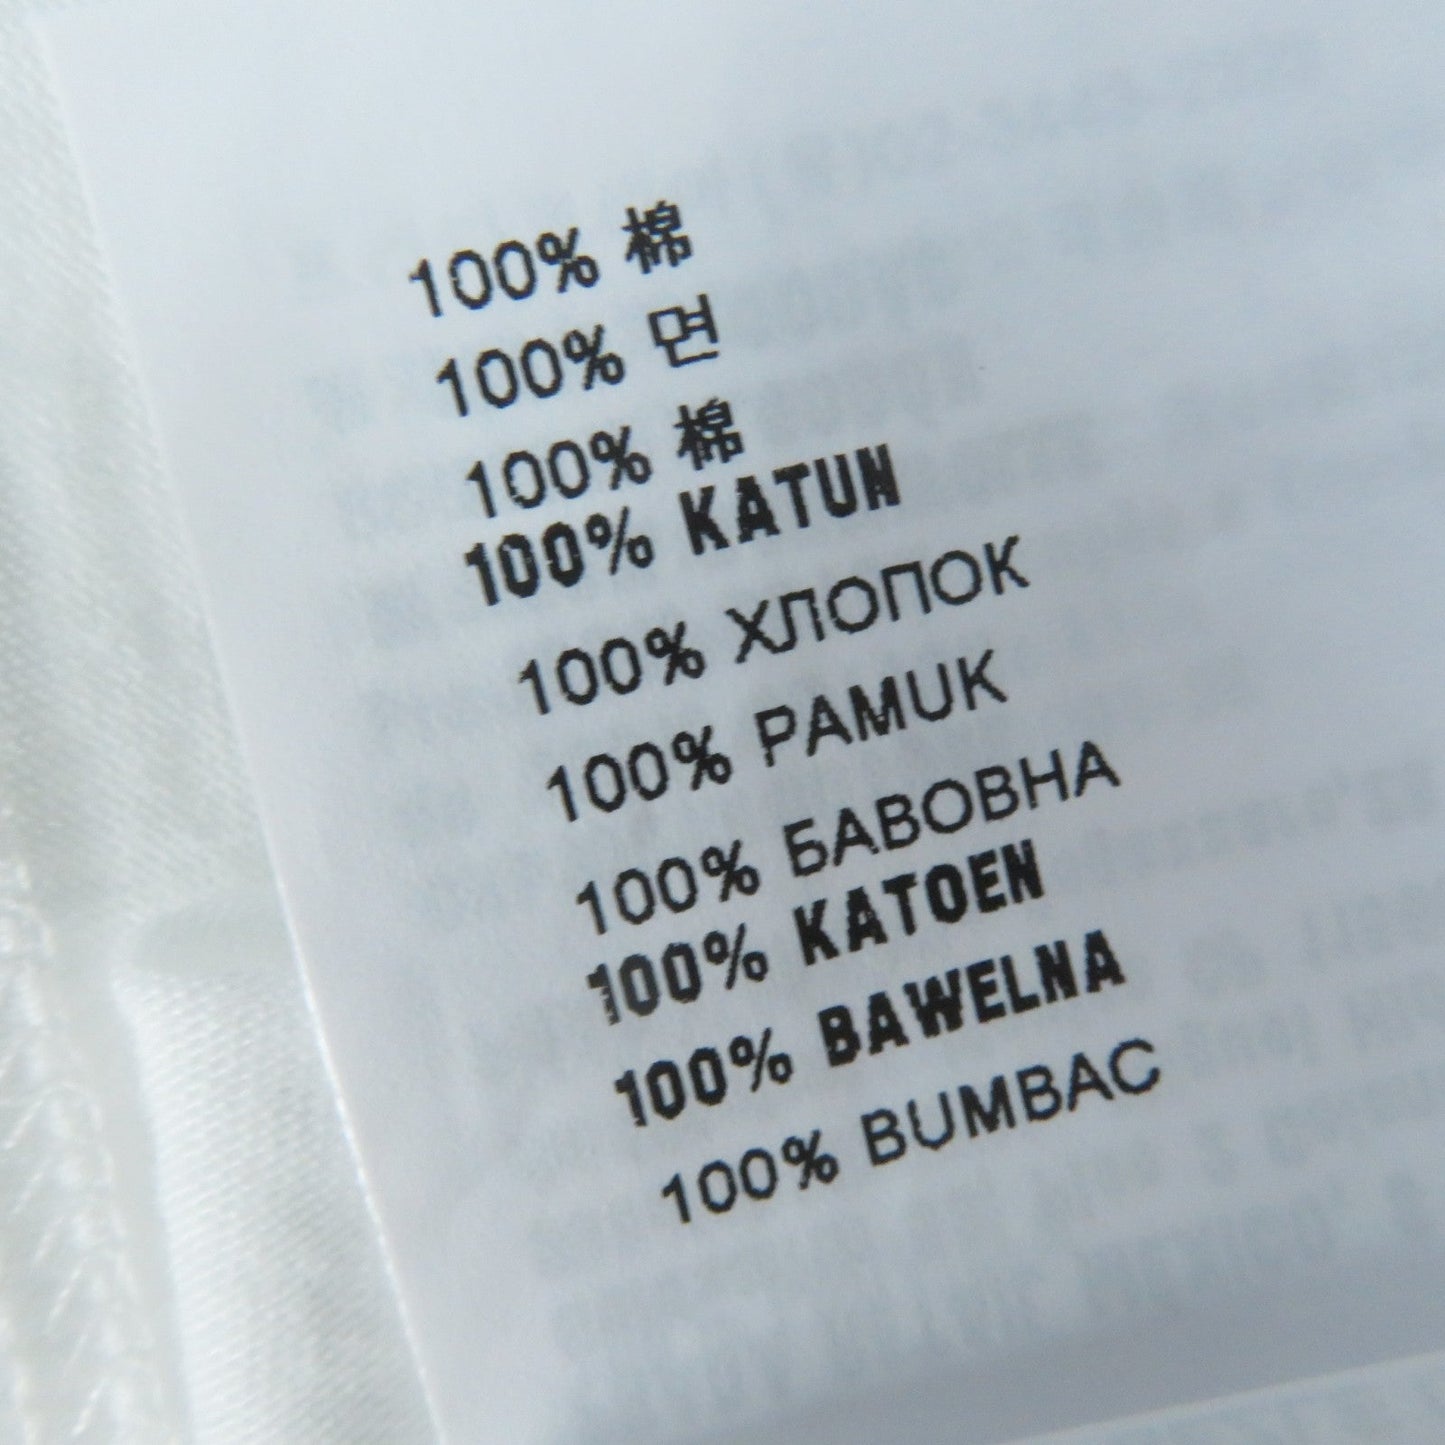 100% 棉
100% 면
100% 棉
100% KATUN
100% ХЛОПОК
100% PAMUK
100% БАВОВНА
100% KATOEN
100% BAWELNA
100% BUMBAC